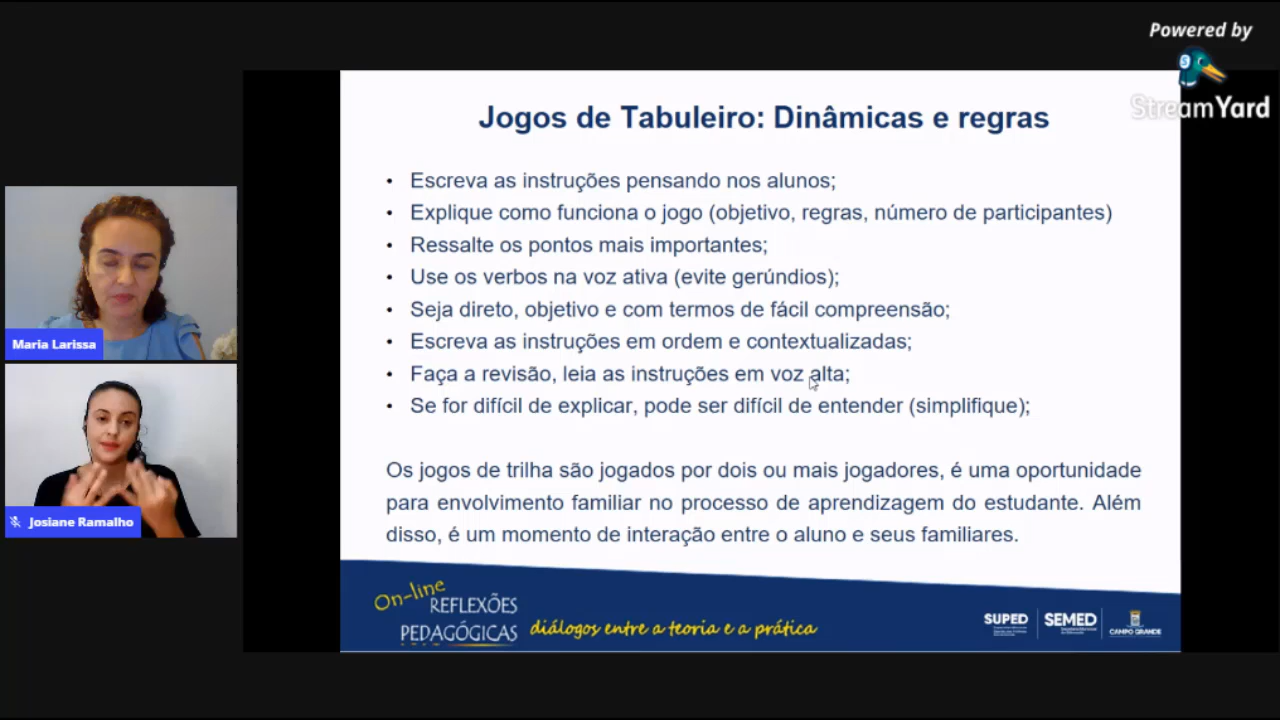 Powered by
StreamYard
Jogos de Tabuleiro: Dinâmicas e regras
• Escreva as instruções pensando nos alunos;
• Explique como funciona o jogo (objetivo, regras, número de participantes)
• Ressalte os pontos mais importantes;
• Use os verbos na voz ativa (evite gerúndios);
• Seja direto, objetivo e com termos de fácil compreensão;
• Escreva as instruções em ordem e contextualizadas;
• Faça a revisão, leia as instruções em voz alta;
• Se for difícil de explicar, pode ser difícil de entender (simplifique);
Os jogos de trilha são jogados por dois ou mais jogadores, é uma oportunidade
para envolvimento familiar no processo de aprendizagem do estudante. Além
disso, é um momento de interação entre o aluno e seus familiares.
Maria Larissa
Josiane Ramalho
On-line
REFLEXÕES
PEDAGÓGICAS
diálogos entre a teoria e a prática
SUPED
SEMED
CAMPO GRANDE